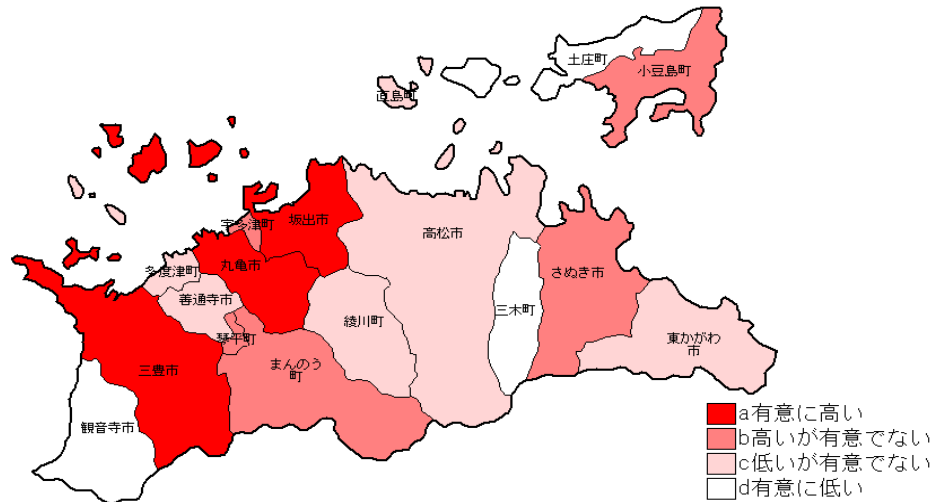 土庄町
小豆島町
直島町
宇多津町
坂出市
高松市
丸亀市
多度津町
さぬき市
善通寺市
三木町
綾川町
琴平町
東かがわ
市
まんのう
町
三豊市
観音寺市
a有意に高い
b高いが有意でない
c低いが有意でない
d有意に低い